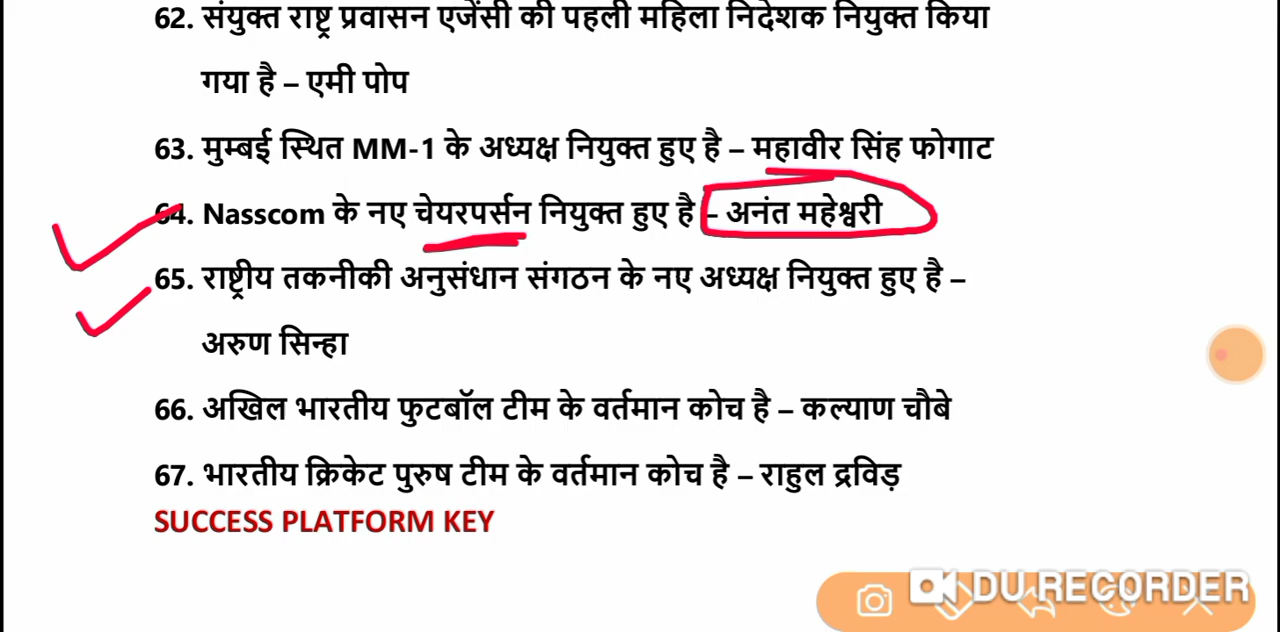 62. संयुक्त राष्ट्र प्रवासन एजेंसी की पहली महिला निदेशक नियुक्त किया
गया है – एमी पोप
63. मुम्बई स्थित MM-1 के अध्यक्ष नियुक्त हुए है – महावीर सिंह फोगाट
64. Nasscom के नए चेयरपर्सन नियुक्त हुए है – अनंत महेश्वरी
65. राष्ट्रीय तकनीकी अनुसंधान संगठन के नए अध्यक्ष नियुक्त हुए है –
अरुण सिन्हा
66. अखिल भारतीय फुटबॉल टीम के वर्तमान कोच है – कल्याण चौबे
67. भारतीय क्रिकेट पुरुष टीम के वर्तमान कोच है – राहुल द्रविड़
SUCCESS PLATFORM KEY
DU RECORDER